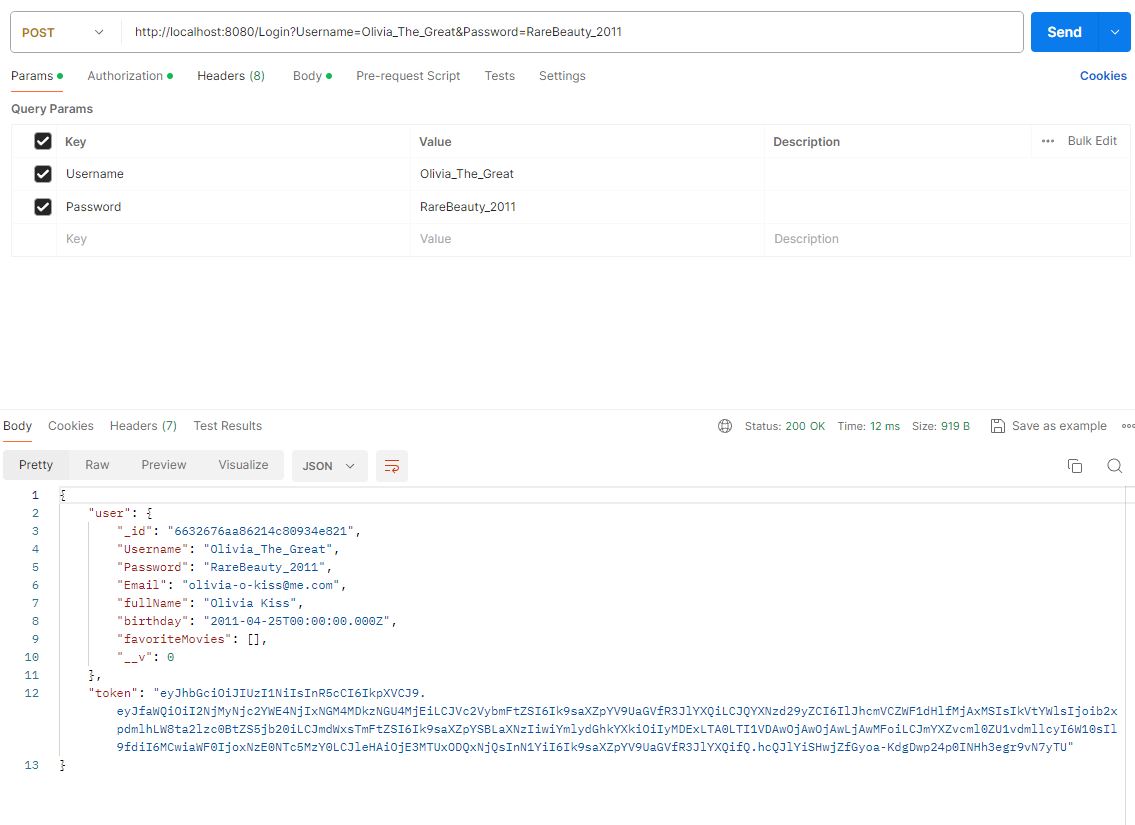 POST http://localhost:8080/Login?Username=Olivia_The_Great&Password=RareBeauty_2011 Send
Params Authorization Headers (8) Body Pre-request Script Tests Settings Cookies
Query Params
Key Value Description ••• Bulk Edit
Username Olivia_The_Great
Password RareBeauty_2011
Key Value Description
Body Cookies Headers (7) Test Results Status: 200 OK Time: 12 ms Size: 919 B Save as example
Pretty Raw Preview Visualize JSON
1 {
2 "user": {
3 "_id": "6632676aa86214c80934e821",
4 "Username": "Olivia_The_Great",
5 "Password": "RareBeauty_2011",
6 "Email": "olivia-o-kiss@me.com",
7 "fullName": "Olivia Kiss",
8 "birthday": "2011-04-25T00:00:00.000Z",
9 "favoriteMovies": [],
10 "__v": 0
11 },
12 "token": "eyJhbGciOiJIUzI1NiIsInR5cCI6IkpXVCJ9.
eyJfaWQiOiI2NjMyNjc2YWE4NjIxNGM4MDkzNGU4MjEiLCJVc2VybmFtZSI6Ik9saXZpYV9UaGVfR3JlYXQiLCJQYXNzd29yZCI6IlJhcmVCZWF1dHlfMjAxMSIsIkVtYWlsIjoib2x
pdmlhLW8ta2lzc0BtZS5jb20iLCJmdWxsTmFtZSI6Ik9saXZpYSBLaXNzIiwiYmlydGhkYXkiOiIyMDExLTA0LTI1VDAwOjAwOjAwLjAwMFoiLCJmYXZvcml0ZU1vdmllcyI6W10sIl
9fdiI6MCwiaWF0IjoxNzE0NTc5MzY0LCJleHAiOjE3MTUxODQxNjQsInN1YiI6Ik9saXZpYV9UaGVfR3JlYXQifQ.hcQJlYiSHwjZfGyoa-KdgDwp24p0INHh3egr9vN7yTU"
13 }